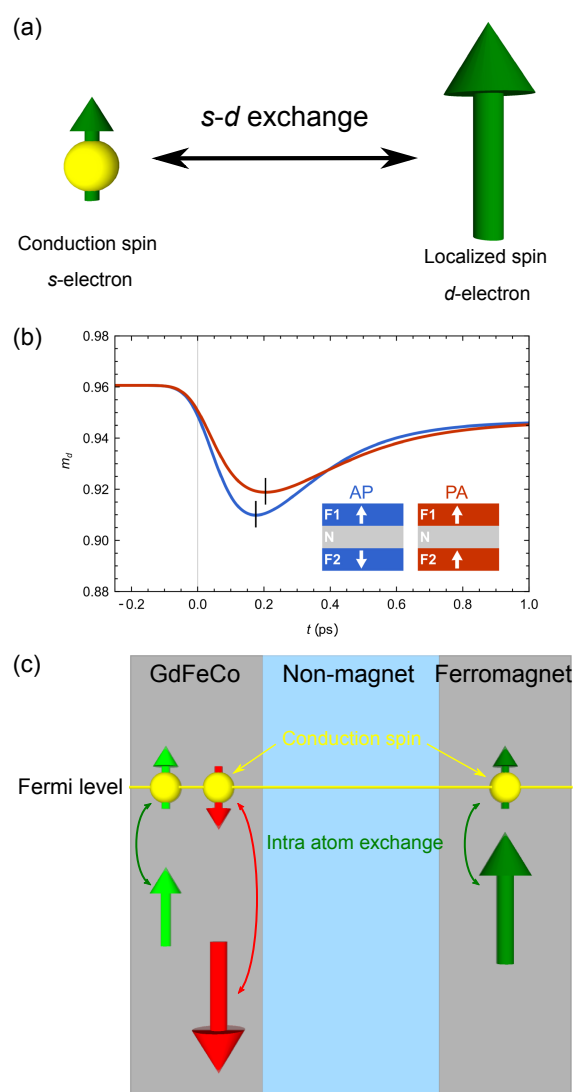 (a)
s-d exchange
Conduction spin
s-electron
Localized spin
d-electron
(b)
0.98
0.96
0.94
0.92
0.90
0.88
m_d
AP
PA
F1
F1
N
N
F2
F2
-0.2
0.0
0.2
0.4
0.6
0.8
1.0
t (ps)
(c)
GdFeCo
Non-magnet
Ferromagnet
Conduction spin
Fermi level
Intra atom exchange